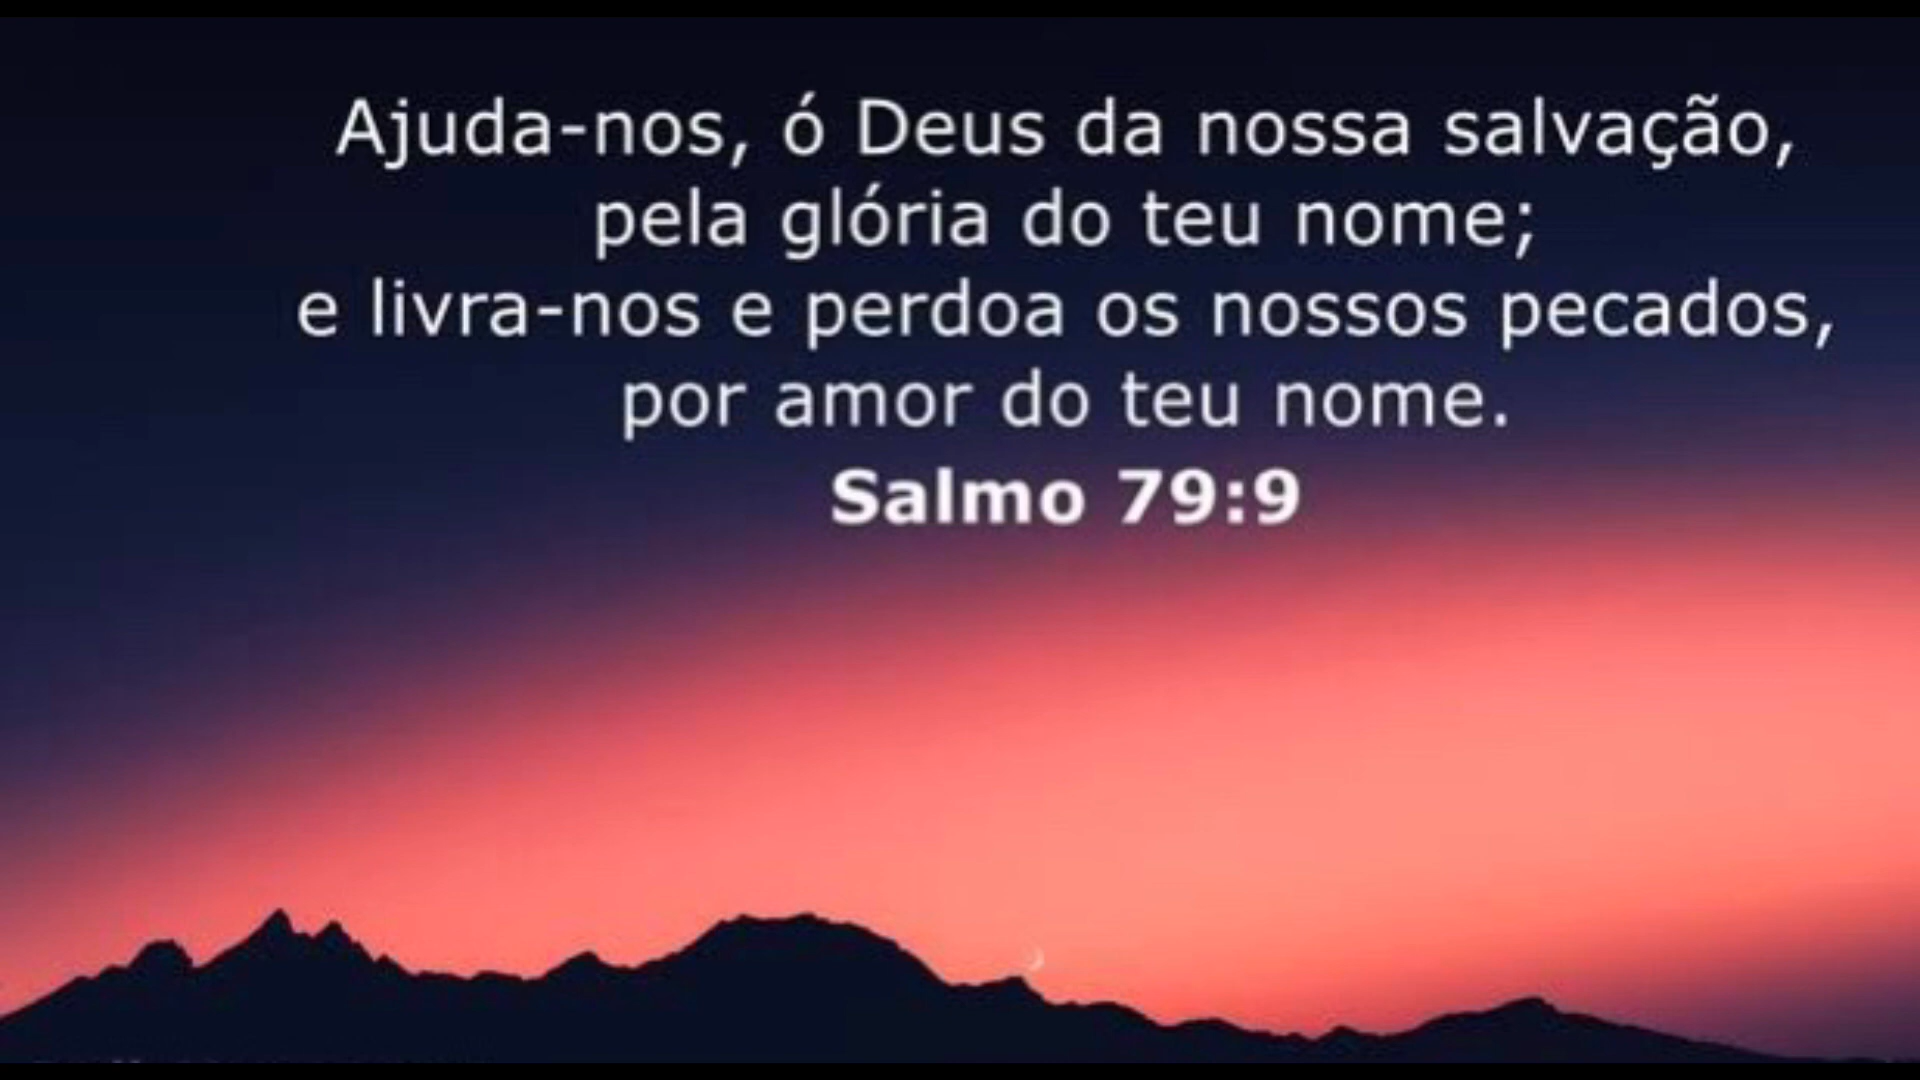 Ajuda-nos, ó Deus da nossa salvação,
pela glória do teu nome;
e livra-nos e perdoa os nossos pecados,
por amor do teu nome.
Salmo 79:9